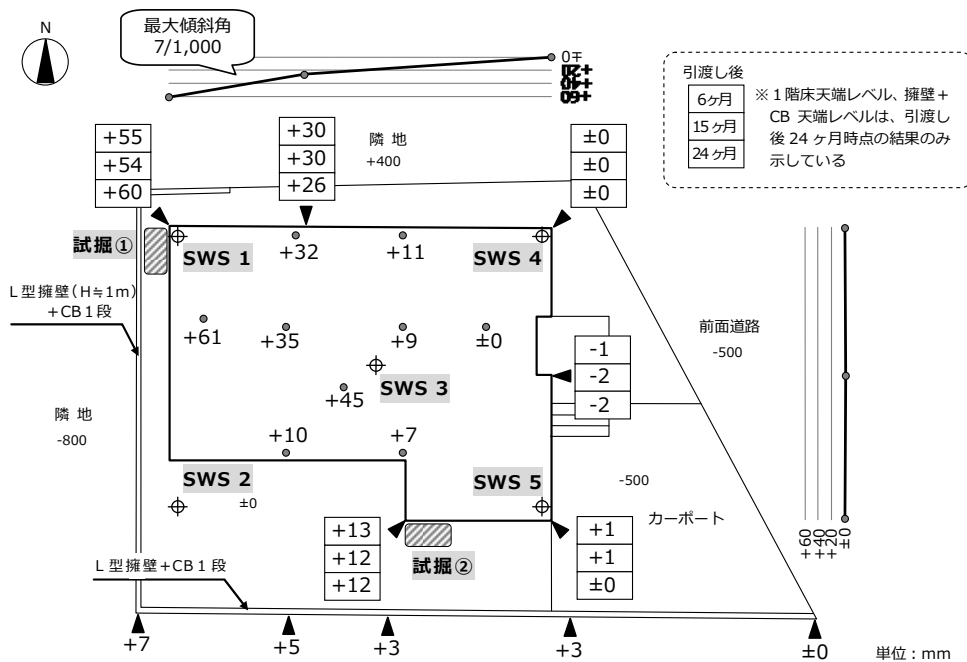 N
最大傾斜角
7/1,000
±0
+20
+40
+60
引渡し後
6ヶ月
15ヶ月
24ヶ月
※1階床天端レベル、擁壁+
CB 天端レベルは、引渡し
後24ヶ月時点の結果のみ
示している
+55
+54
+60
+30
+30
+26
隣地
+400
±0
±0
±0
試掘①
SWS 1
+32
+11
SWS 4
L型擁壁(H≒1m)
+CB1段
+61
+35
+9
±0
前面道路
-500
-1
-2
-2
SWS 3
+45
隣地
-800
+10
+7
SWS 2
±0
SWS 5
-500
カーポート
+13
+12
+12
試掘②
+1
+1
±0
+60
+40
+20
±0
L型擁壁+CB1段
+7
+5
+3
+3
±0
単位:mm